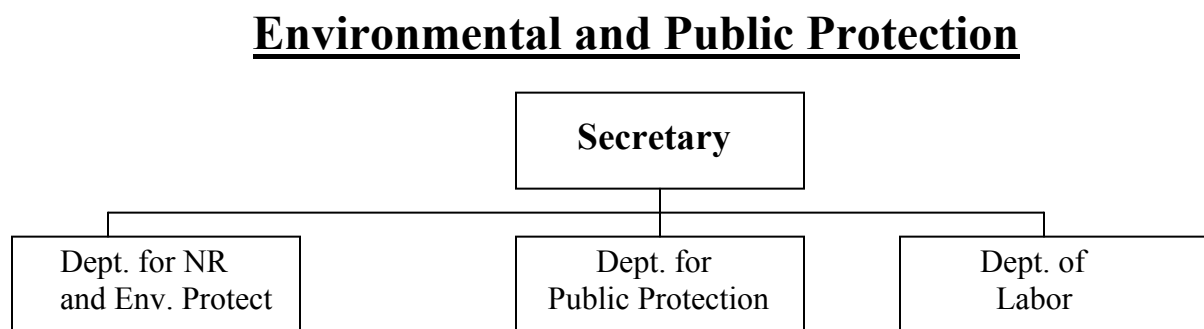 Environmental and Public Protection
Secretary
Dept. for NR
and Env. Protect
Dept. for
Public Protection
Dept. of
Labor